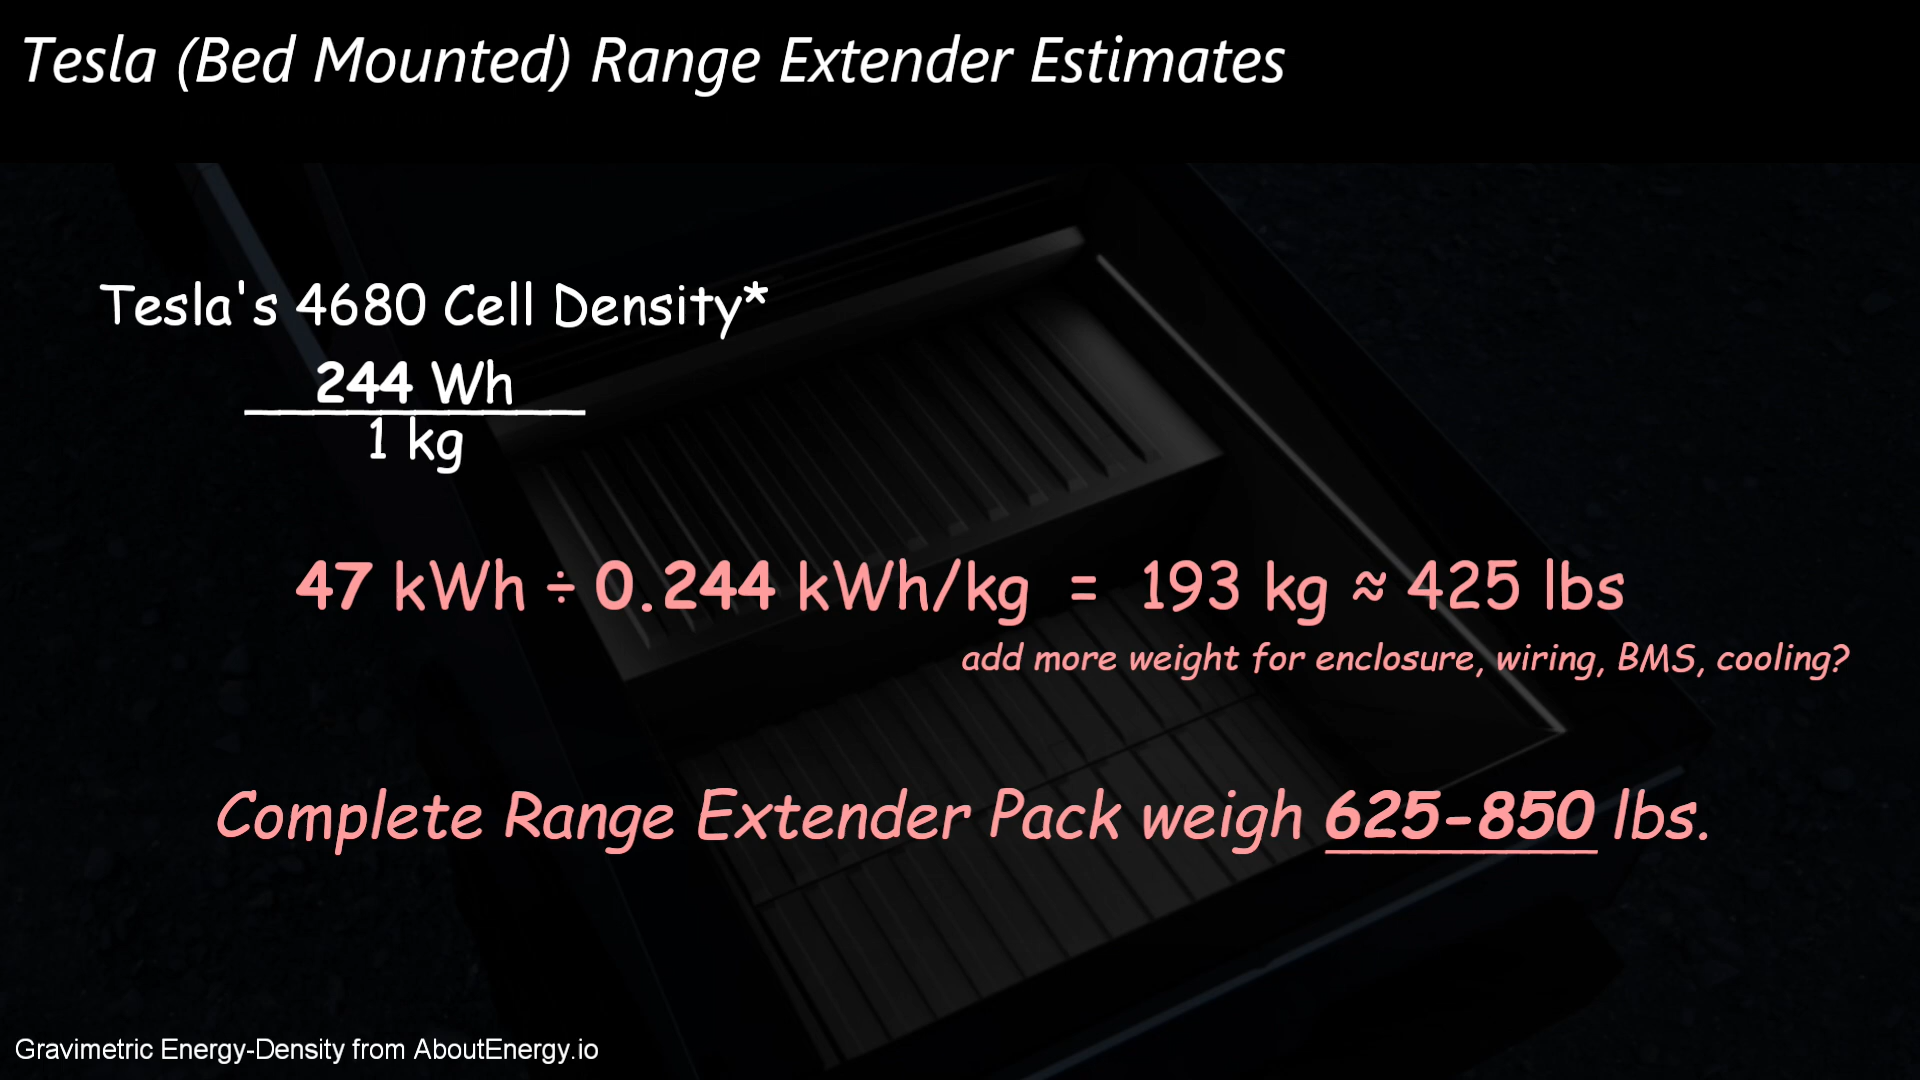 Tesla (Bed Mounted) Range Extender Estimates
Tesla's 4680 Cell Density*
244 Wh
1 kg
47 kWh ÷ 0.244 kWh/kg = 193 kg ≈ 425 lbs
add more weight for enclosure, wiring, BMS, cooling?
Complete Range Extender Pack weigh 625-850 lbs.
Gravimetric Energy-Density from AboutEnergy.io